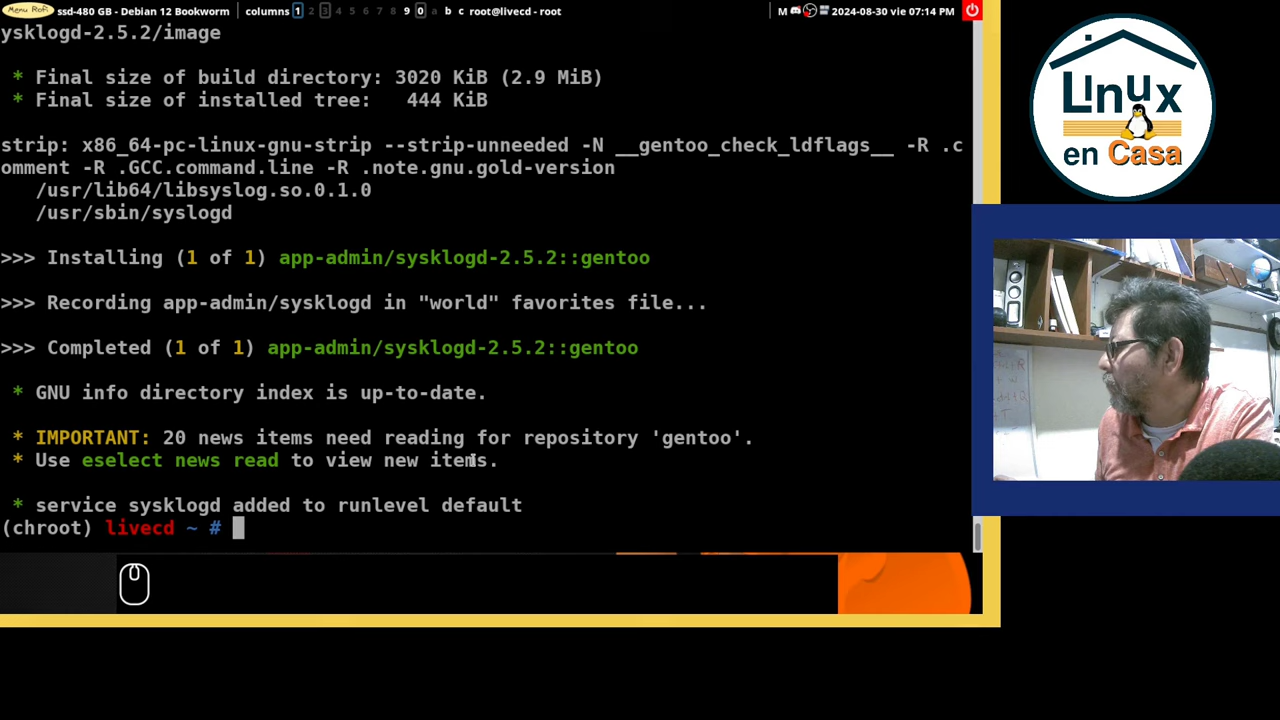 Menu Rofi ssd-480 GB - Debian 12 Bookworm columns 1 2 3 4 5 6 7 8 9 0 a b c root@livecd - root M 2024-08-30 vie 07:14 PM
ysklogd-2.5.2/image
* Final size of build directory: 3020 KiB (2.9 MiB)
* Final size of installed tree:   444 KiB
strip: x86_64-pc-linux-gnu-strip --strip-unneeded -N __gentoo_check_ldflags__ -R .c
omment -R .GCC.command.line -R .note.gnu.gold-version
/usr/lib64/libsyslog.so.0.1.0
/usr/sbin/syslogd
>>> Installing (1 of 1) app-admin/sysklogd-2.5.2::gentoo
>>> Recording app-admin/sysklogd in "world" favorites file...
>>> Completed (1 of 1) app-admin/sysklogd-2.5.2::gentoo
* GNU info directory index is up-to-date.
* IMPORTANT: 20 news items need reading for repository 'gentoo'.
* Use eselect news read to view new items.
* service sysklogd added to runlevel default
(chroot) livecd ~ #
Linux
en Casa